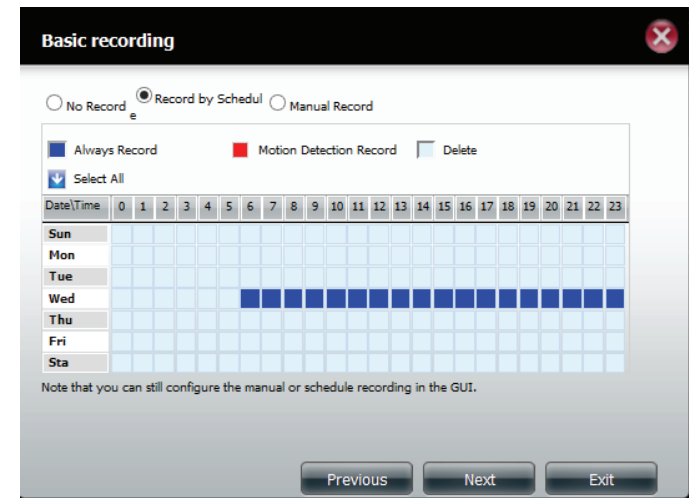 Basic recording
No Record Record by Schedul Manual Record
e
Always Record Motion Detection Record Delete
Select All
Date\Time 0 1 2 3 4 5 6 7 8 9 10 11 12 13 14 15 16 17 18 19 20 21 22 23
Sun
Mon
Tue
Wed
Thu
Fri
Sta
Note that you can still configure the manual or schedule recording in the GUI.
Previous Next Exit